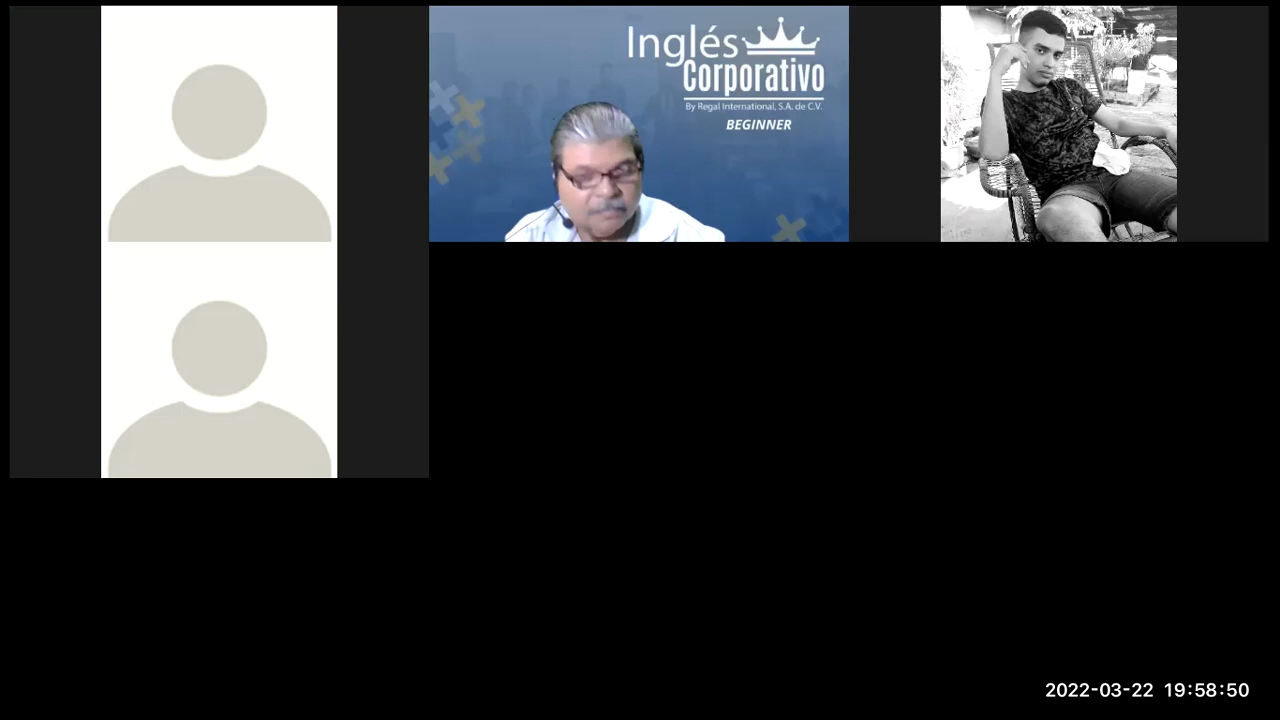 Inglés
Corporativo
By Regal International, S.A. de C.V.
BEGINNER
2022-03-22 19:58:50